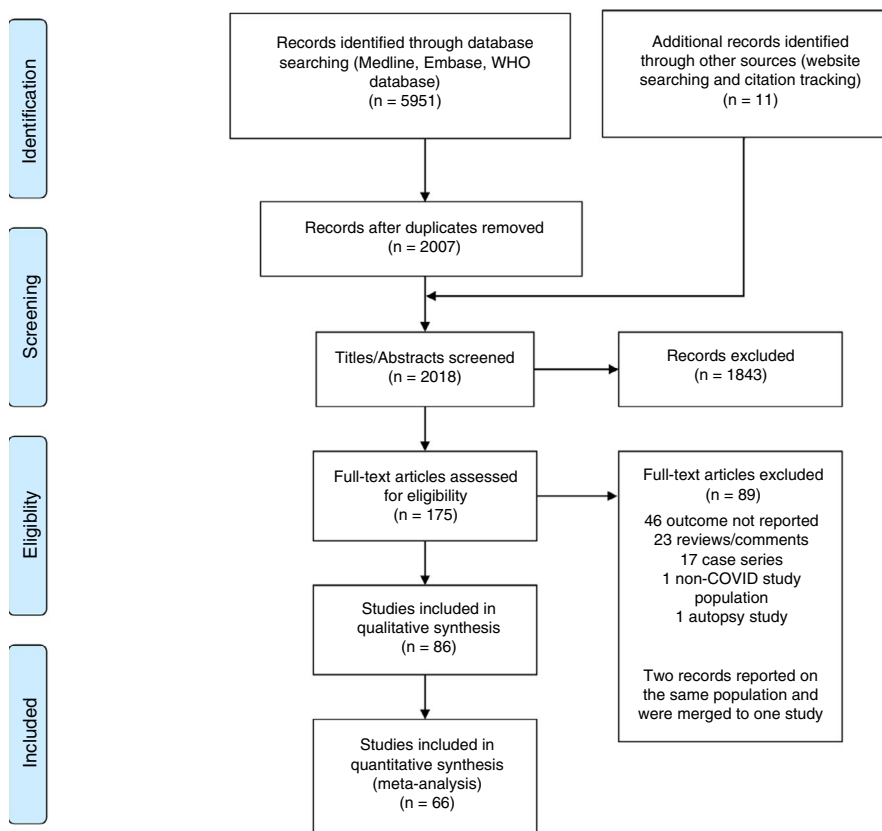 Identification
Records identified through database
searching (Medline, Embase, WHO
database)
(n = 5951)
Additional records identified
through other sources (website
searching and citation tracking)
(n = 11)
Screening
Records after duplicates removed
(n = 2007)
Titles/Abstracts screened
(n = 2018)
Records excluded
(n = 1843)
Eligiblity
Full-text articles assessed
for eligibility
(n = 175)
Full-text articles excluded
(n = 89)
46 outcome not reported
23 reviews/comments
17 case series
1 non-COVID study
population
1 autopsy study
Two records reported on
the same population and
were merged to one study
Studies included in
qualitative synthesis
(n = 86)
Included
Studies included in
quantitative synthesis
(meta-analysis)
(n = 66)